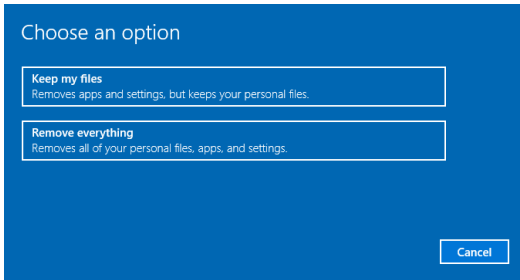 Choose an option
Keep my files
Removes apps and settings, but keeps your personal files.
Remove everything
Removes all of your personal files, apps, and settings.
Cancel